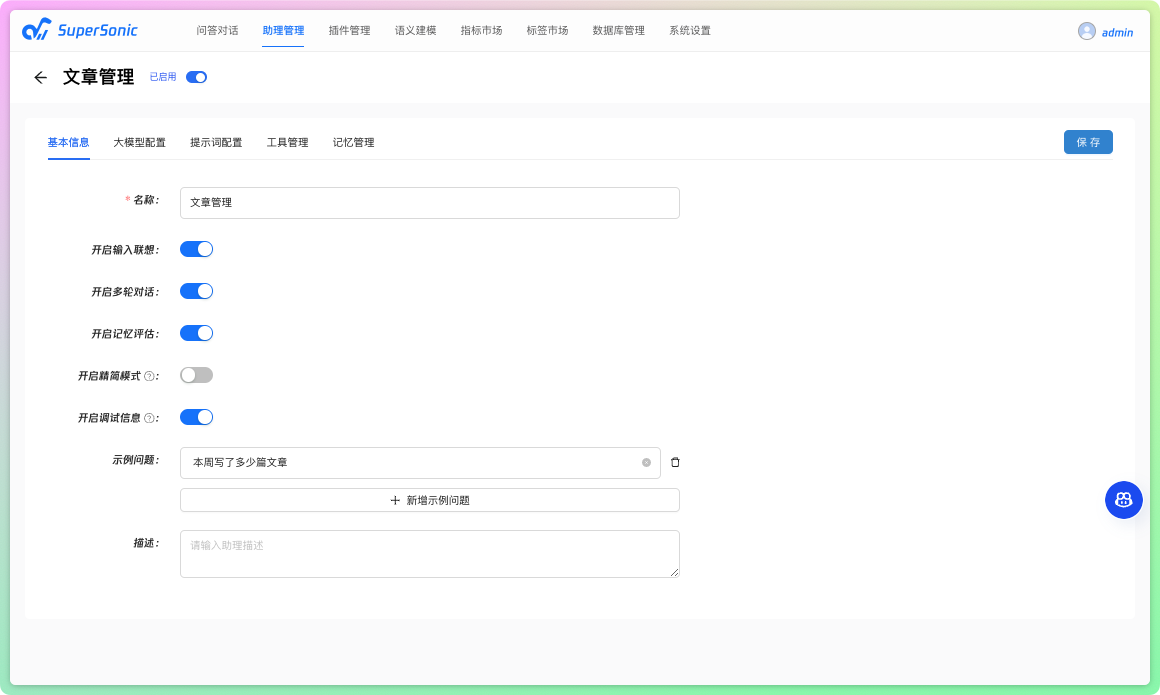 SuperSonic 问答对话 助理管理 插件管理 语义建模 指标市场 标签市场 数据库管理 系统设置 admin
文章管理 已启用
基本信息 大模型配置 提示词配置 工具管理 记忆管理 保 存
* 名称: 文章管理
开启输入联想:
开启多轮对话:
开启记忆评估:
开启精简模式 ? :
开启调试信息 ? :
示例问题: 本周写了多少篇文章
+ 新增示例问题
描述: 请输入助理描述